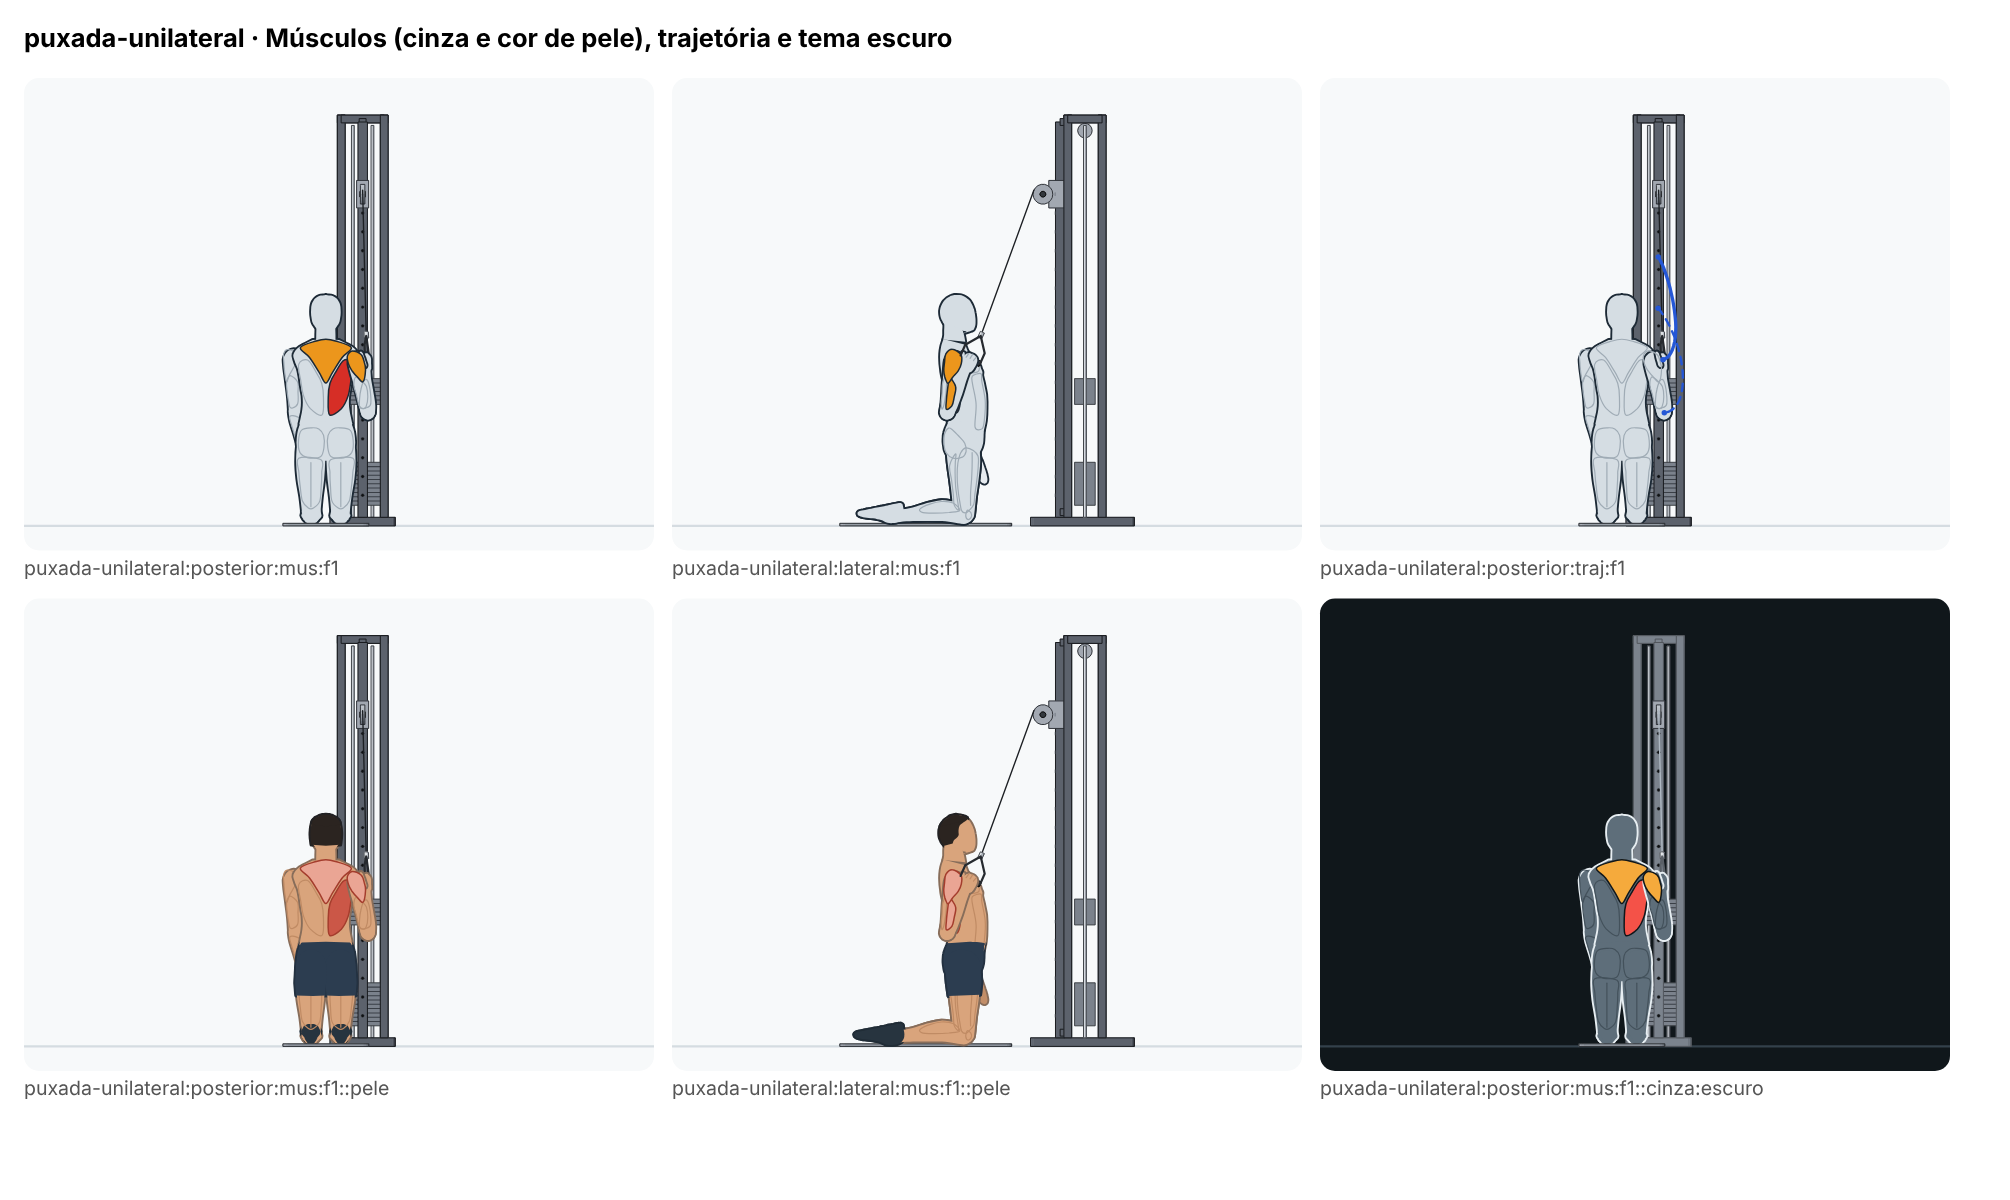 puxada-unilateral · Músculos (cinza e cor de pele), trajetória e tema escuro
puxada-unilateral:posterior:mus:f1
puxada-unilateral:lateral:mus:f1
puxada-unilateral:posterior:traj:f1
puxada-unilateral:posterior:mus:f1::pele
puxada-unilateral:lateral:mus:f1::pele
puxada-unilateral:posterior:mus:f1::cinza:escuro